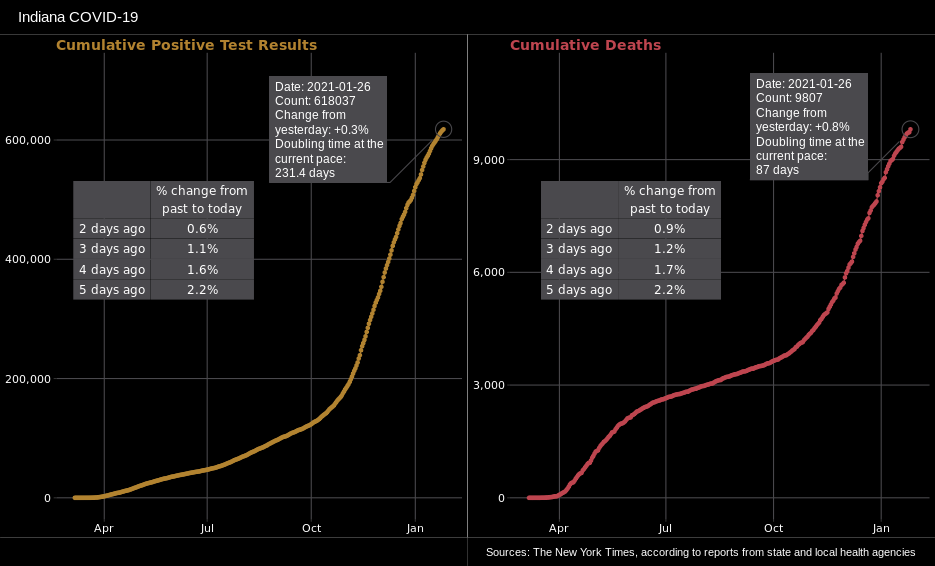 Indiana COVID-19
Cumulative Positive Test Results
Date: 2021-01-26
Count: 618037
Change from
yesterday: +0.3%
Doubling time at the
current pace:
231.4 days
% change from
past to today
2 days ago 0.6%
3 days ago 1.1%
4 days ago 1.6%
5 days ago 2.2%
600,000
400,000
200,000
0
Apr Jul Oct Jan
Cumulative Deaths
Date: 2021-01-26
Count: 9807
Change from
yesterday: +0.8%
Doubling time at the
current pace:
87 days
% change from
past to today
2 days ago 0.9%
3 days ago 1.2%
4 days ago 1.7%
5 days ago 2.2%
9,000
6,000
3,000
0
Apr Jul Oct Jan
Sources: The New York Times, according to reports from state and local health agencies